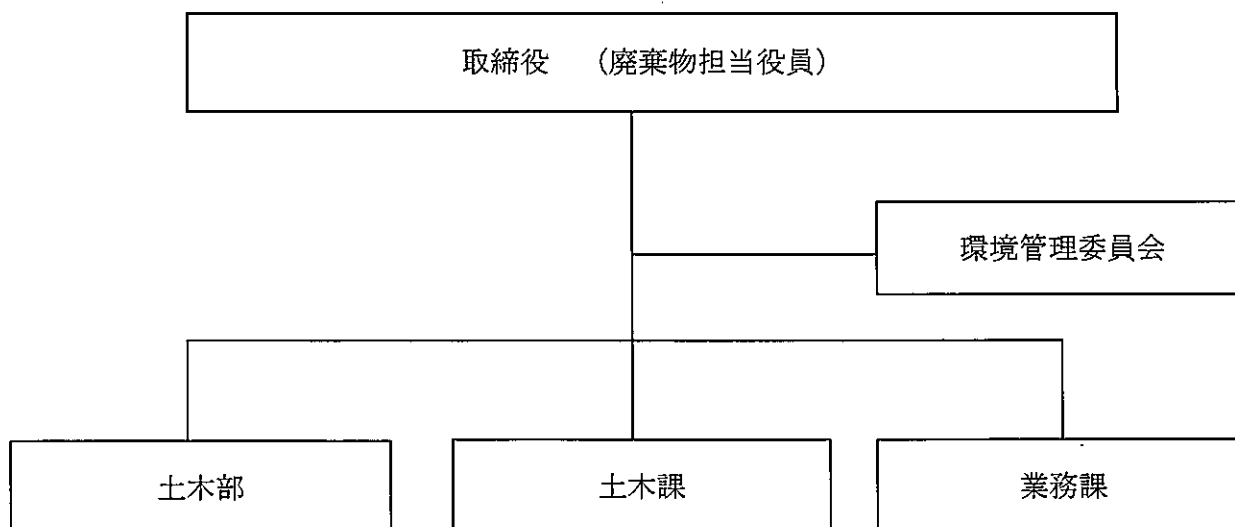 取締役　（廃棄物担当役員）
環境管理委員会
土木部
土木課
業務課